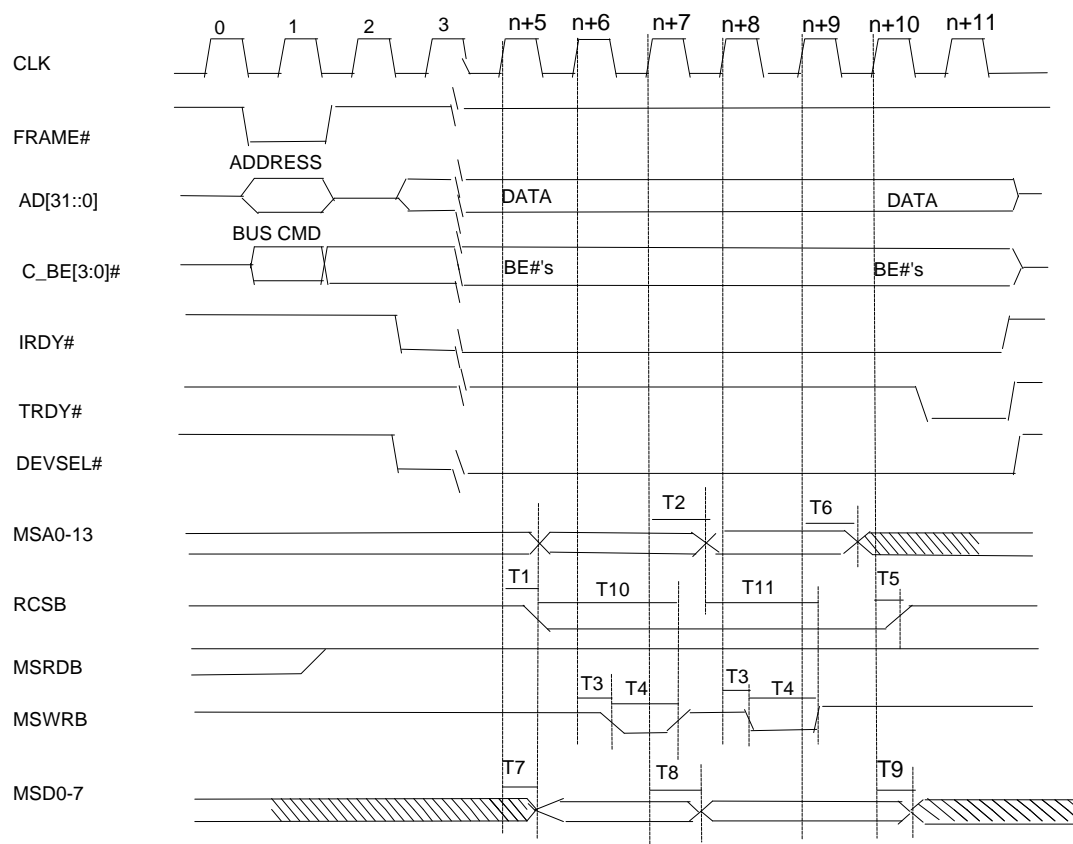 0 1 2 3 n+5 n+6 n+7 n+8 n+9 n+10 n+11
CLK
FRAME#
ADDRESS
AD[31::0] DATA DATA
BUS CMD
C_BE[3:0]# BE#'s BE#'s
IRDY#
TRDY#
DEVSEL#
T2 T6
MSA0-13
T1 T10 T11 T5
RCSB
MSRDB
T3 T4 T3 T4
MSWRB
T7 T8 T9
MSD0-7